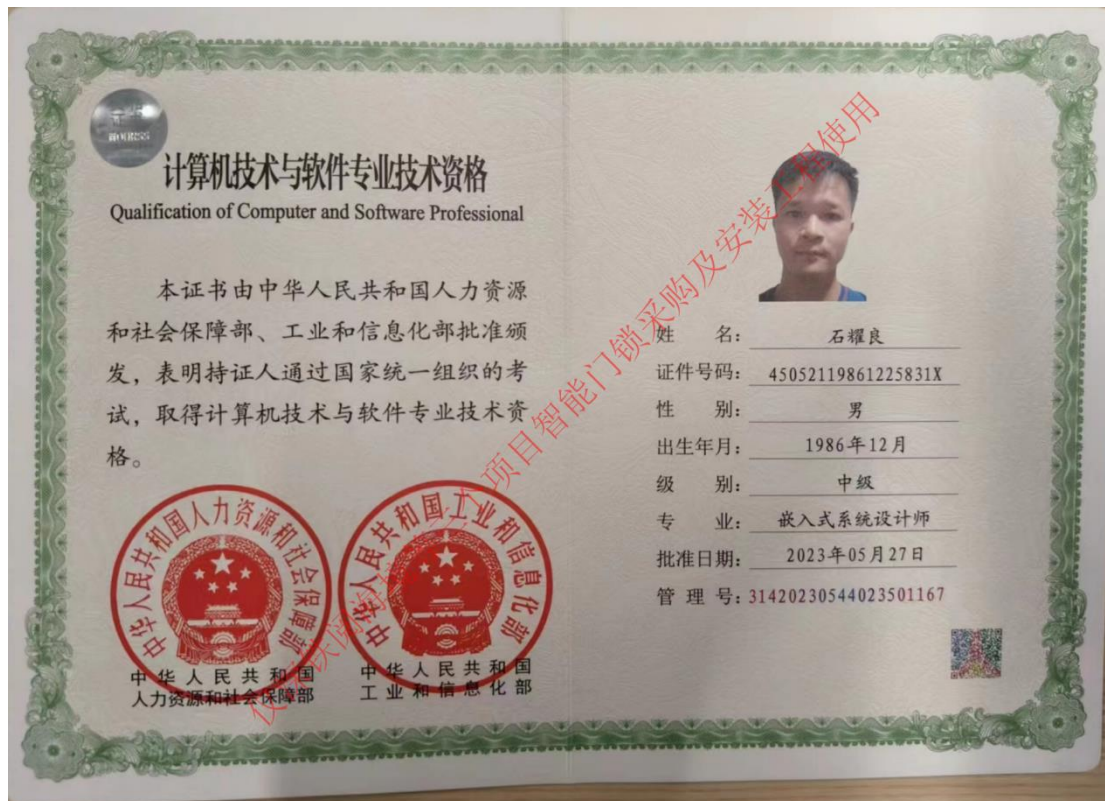 计算机技术与软件专业技术资格
Qualification of Computer and Software Professional
本证书由中华人民共和国人力资源
和社会保障部、工业和信息化部批准颁
发，表明持证人通过国家统一组织的考
试，取得计算机技术与软件专业技术资
格。
中华人民共和国人力资源和社会保障部
中华人民共和国工业和信息化部
中华人民共和国
人力资源和社会保障部
中华人民共和国
工业和信息化部
姓 名：石耀良
证件号码：45052119861225831X
性 别：男
出生年月：1986年12月
级 别：中级
专 业：嵌入式系统设计师
批准日期：2023年05月27日
管 理 号：31420230544023501167
项目智能门锁采购及安装工程使用